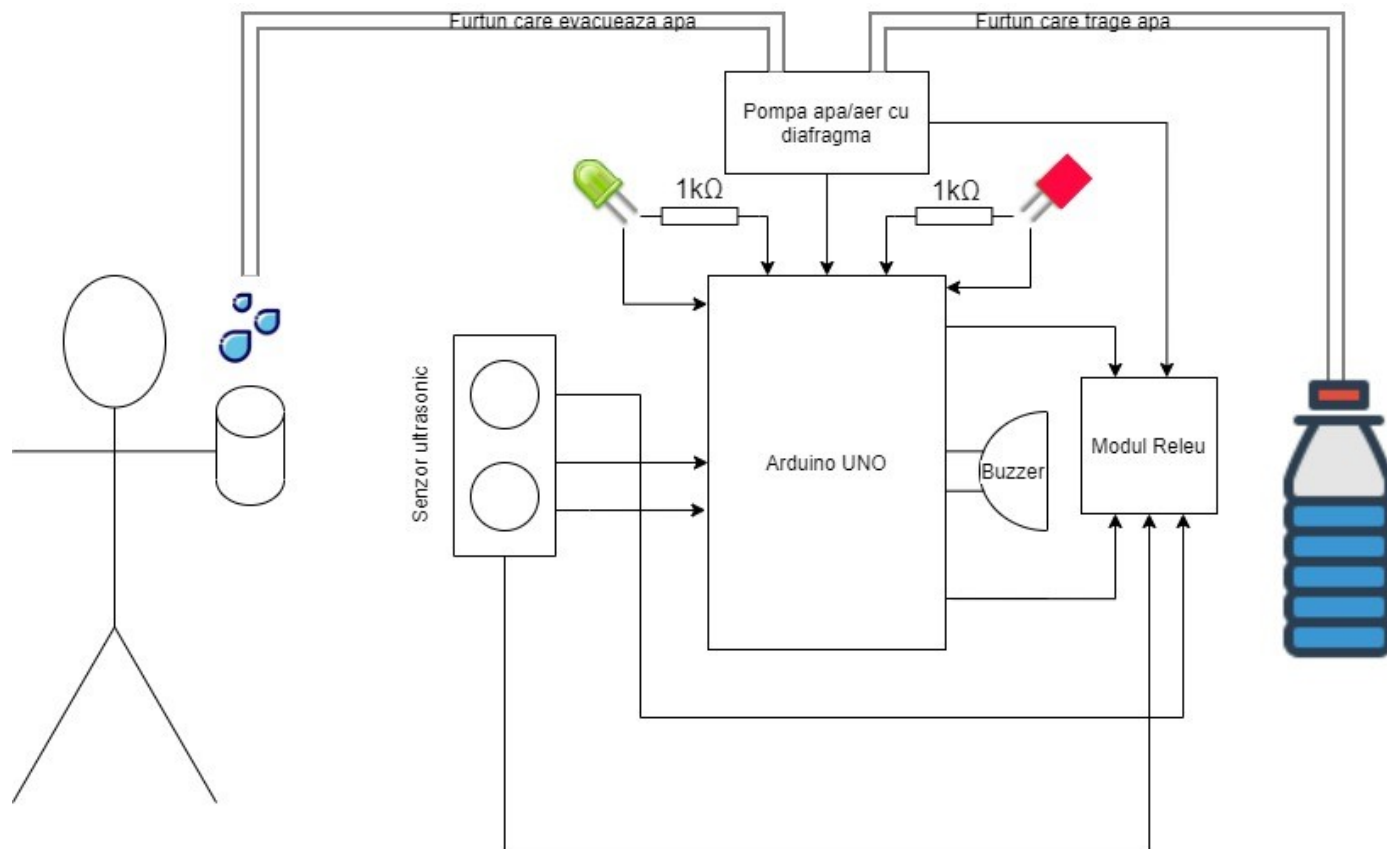 Furtun care evacueaza apa
Furtun care trage apa
Pompa apa/aer cu
diafragma
1kΩ
1kΩ
Senzor ultrasonic
Arduino UNO
Buzzer
Modul Releu